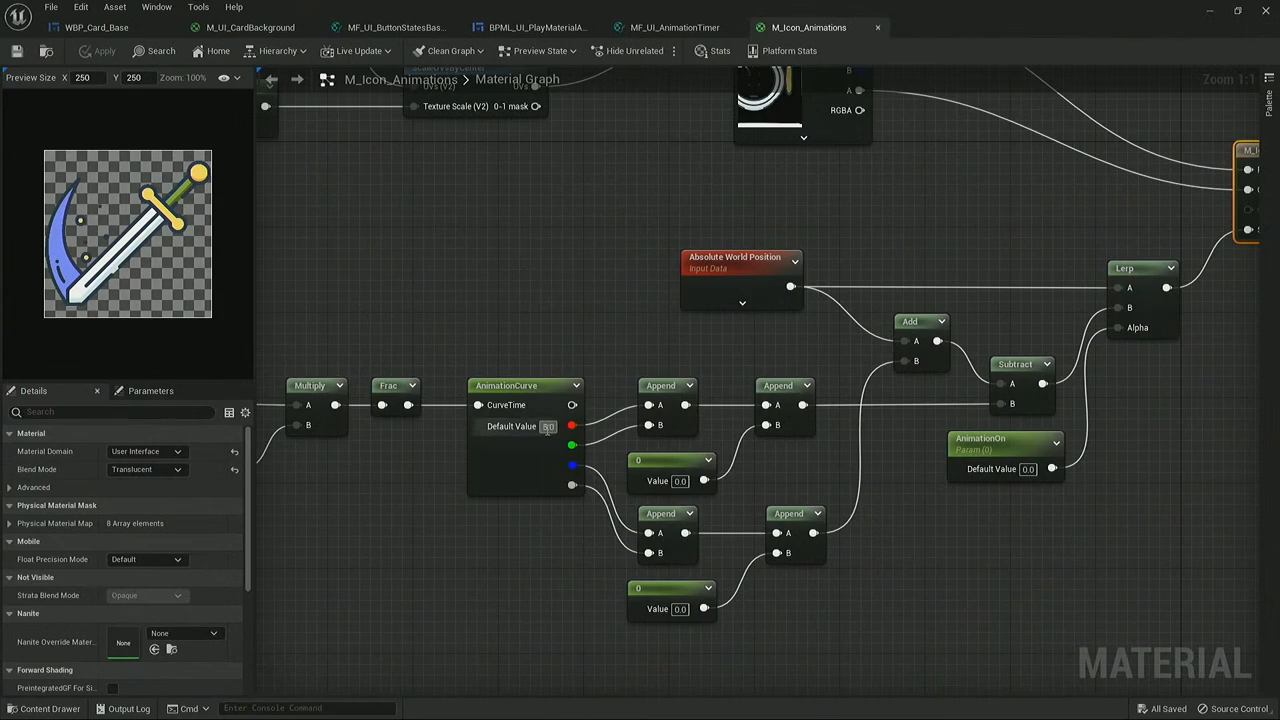 File Edit Asset Window Tools Help
WBP_Card_Base M_UI_CardBackground MF_UI_ButtonStatesBas... BPML_UI_PlayMaterialA... MF_UI_AnimationTimer M_Icon_Animations
Apply Search Home Hierarchy Live Update Clean Graph Preview State Hide Unrelated Stats Platform Stats
Preview Size X 250 Y 250 Zoom: 100%
M_Icon_Animations > Material Graph
Zoom 1:1
Palette
UVs (V2)
Texture Scale (V2) 0-1 mask
B
A
RGBA
Absolute World Position
Input Data
Lerp
A
B
Alpha
Add
A
B
Subtract
A
B
AnimationOn
Param (0)
Default Value 0.0
Multiply
A
B
Frac
AnimationCurve
CurveTime
Default Value
Append
A
B
Append
A
B
0
Value 0.0
Append
A
B
Append
A
B
0
Value 0.0
MATERIAL
Details Parameters
Search
Material
Material Domain User Interface
Blend Mode Translucent
Advanced
Physical Material Mask
Physical Material Map 8 Array elements
Mobile
Float Precision Mode Default
Not Visible
Strata Blend Mode Opaque
Nanite
Nanite Override Mater... None None
Forward Shading
PreintegratedGF For Si...
Content Drawer Output Log Cmd Enter Console Command All Saved Source Control